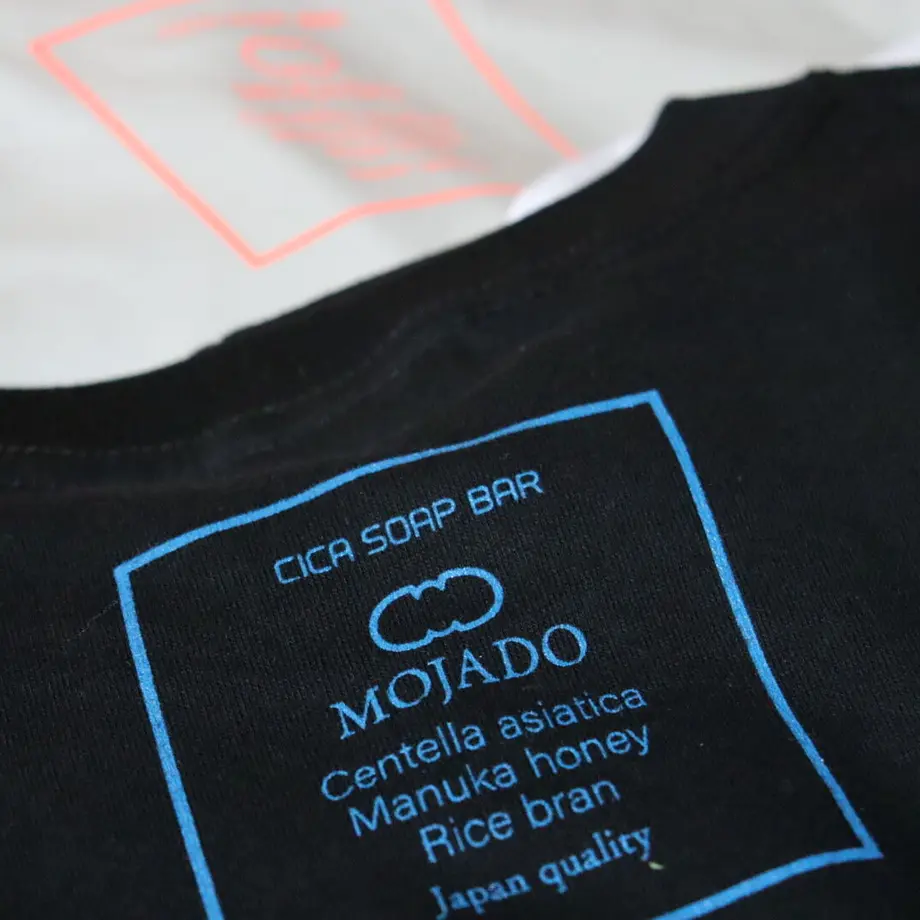 CICA SOAP BAR
MOJADO
Centella asiatica
Manuka honey
Rice bran
Japan quality